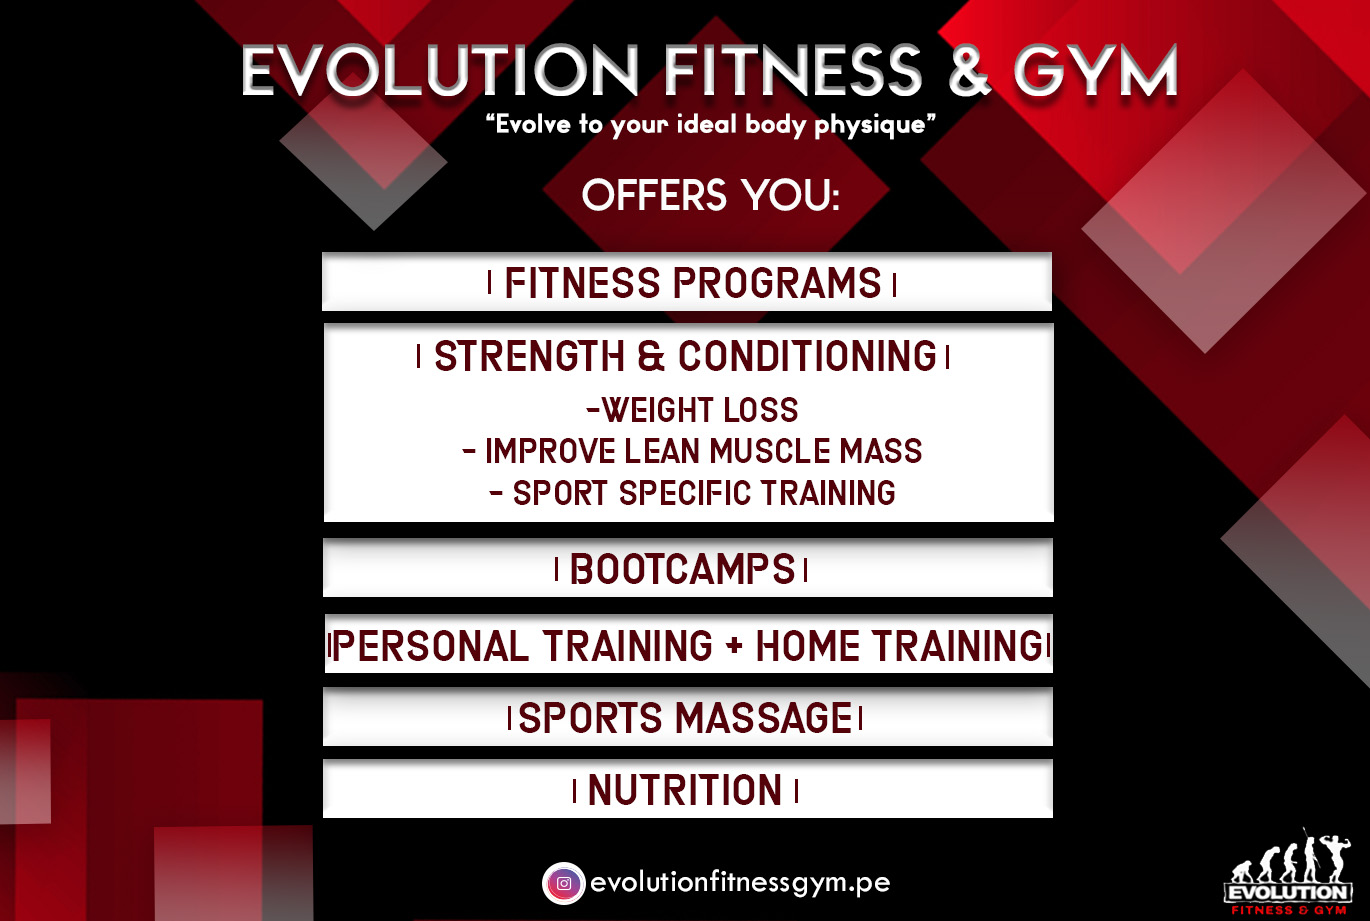 EVOLUTION FITNESS & GYM
“Evolve to your ideal body physique”
OFFERS YOU:
| FITNESS PROGRAMS |
| STRENGTH & CONDITIONING |
-WEIGHT LOSS
- IMPROVE LEAN MUSCLE MASS
- SPORT SPECIFIC TRAINING
| BOOTCAMPS |
|PERSONAL TRAINING + HOME TRAINING|
|SPORTS MASSAGE|
| NUTRITION |
evolutionfitnessgym.pe
EVOLUTION
FITNESS & GYM